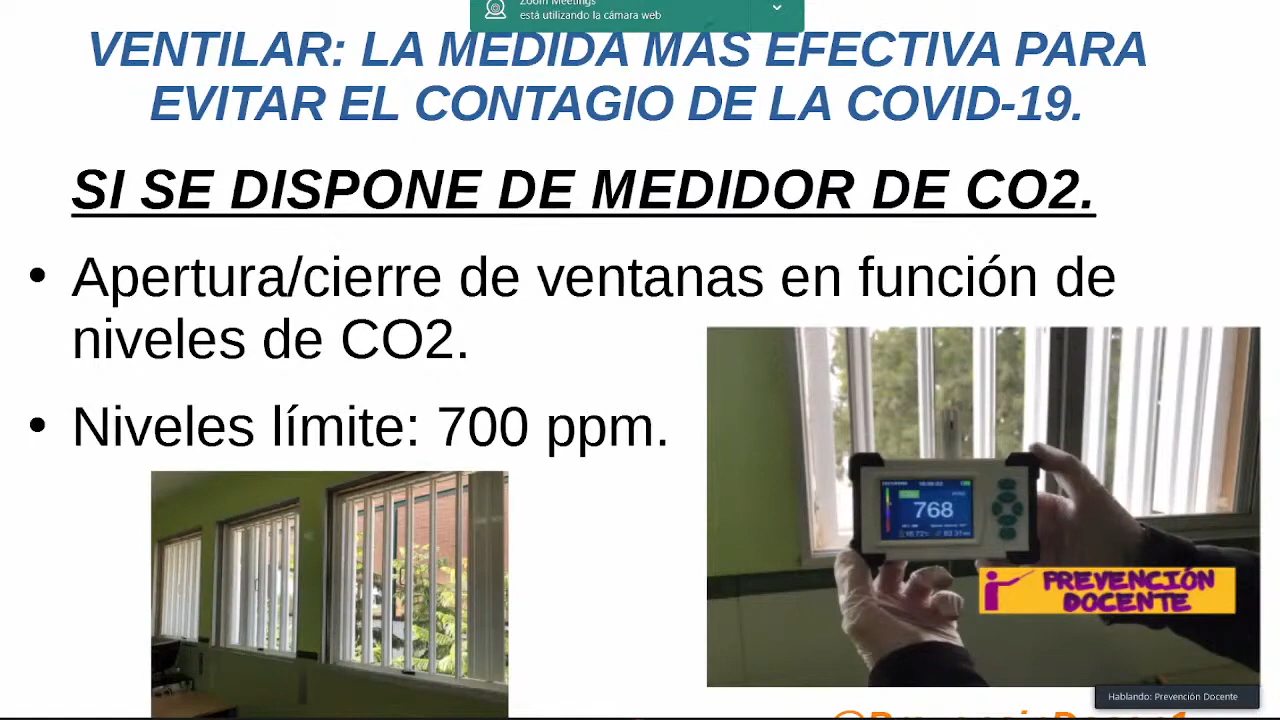 Zoom Meetings
está utilizando la cámara web
VENTILAR: LA MEDIDA MÁS EFECTIVA PARA
EVITAR EL CONTAGIO DE LA COVID-19.
SI SE DISPONE DE MEDIDOR DE CO2.
• Apertura/cierre de ventanas en función de
niveles de CO2.
• Niveles límite: 700 ppm.
768
PREVENCIÓN
DOCENTE
Hablando: Prevención Docente